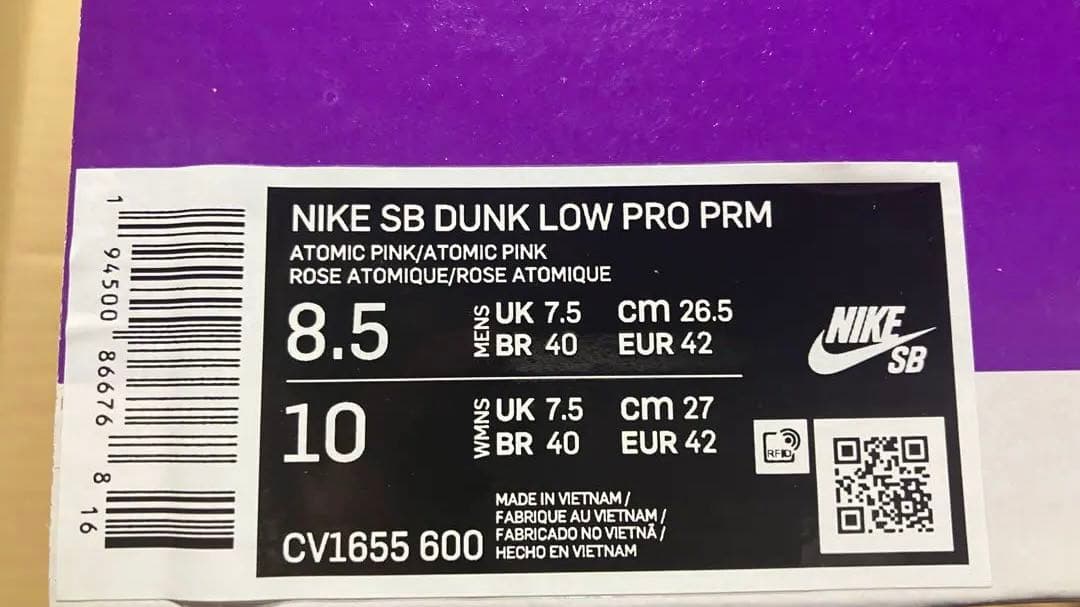 NIKE SB DUNK LOW PRO PRM
ATOMIC PINK/ATOMIC PINK
ROSE ATOMIQUE/ROSE ATOMIQUE
8.5 MENS UK 7.5 cm 26.5
BR 40 EUR 42
10 WMNS UK 7.5 cm 27
BR 40 EUR 42
NIKE
SB
RFID
MADE IN VIETNAM /
FABRIQUE AU VIETNAM /
FABRICADO NO VIETNÃ /
HECHO EN VIETNAM
CV1655 600
1 94500 86676 8 16